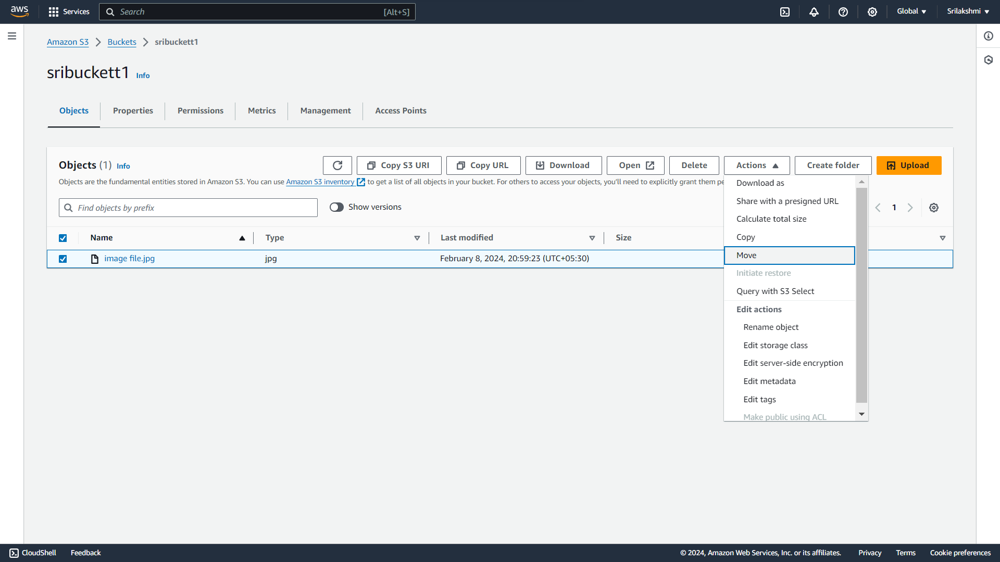 aws Services Search [Alt+S] Global Srilakshmi
Amazon S3 > Buckets > sribuckett1
sribuckett1 Info
Objects Properties Permissions Metrics Management Access Points
Objects (1) Info Copy S3 URI Copy URL Download Open Delete Actions Create folder Upload
Objects are the fundamental entities stored in Amazon S3. You can use Amazon S3 inventory to get a list of all objects in your bucket. For others to access your objects, you'll need to explicitly grant them pe
Find objects by prefix Show versions 1
Name Type Last modified Size
image file.jpg jpg February 8, 2024, 20:59:23 (UTC+05:30)
Download as
Share with a presigned URL
Calculate total size
Copy
Move
Initiate restore
Query with S3 Select
Edit actions
Rename object
Edit storage class
Edit server-side encryption
Edit metadata
Edit tags
Make public using ACL
CloudShell Feedback © 2024, Amazon Web Services, Inc. or its affiliates. Privacy Terms Cookie preferences